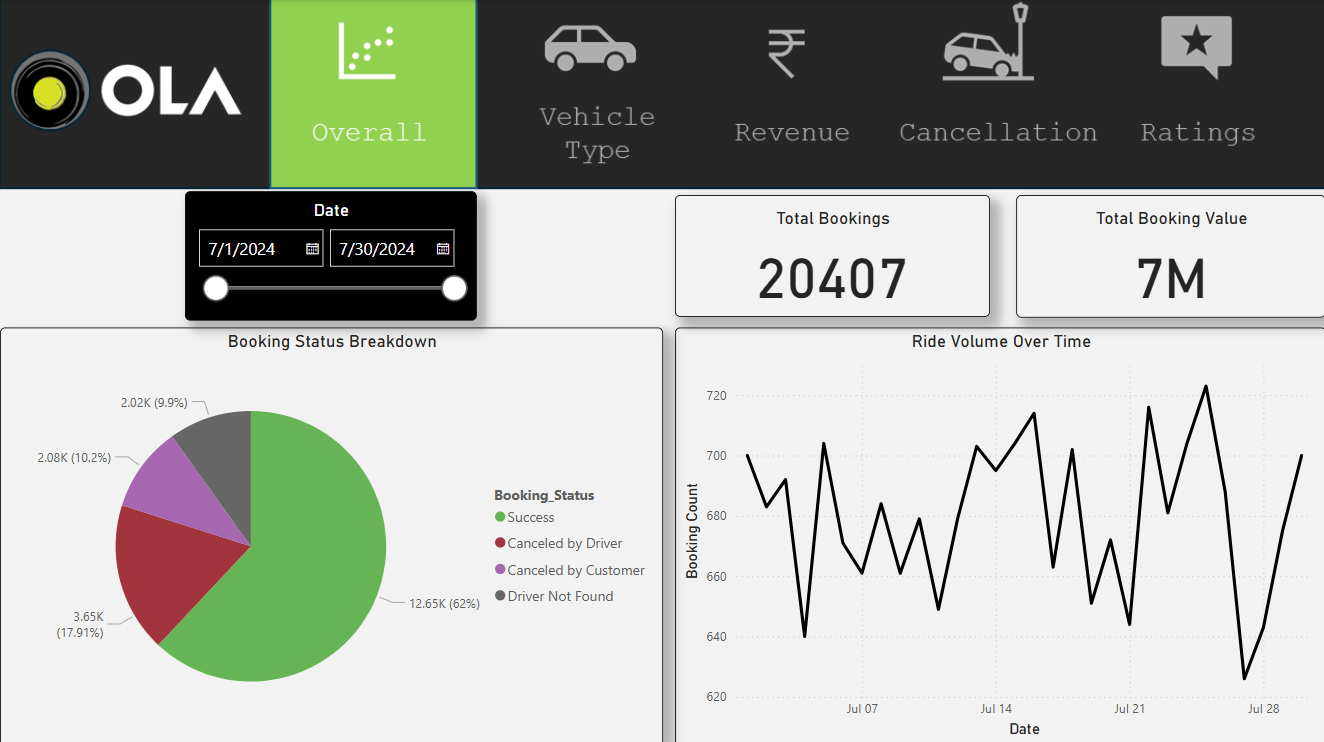 OLA
Overall
Vehicle
Type
Revenue
Cancellation
Ratings
Date
7/1/2024
7/30/2024
Total Bookings
20407
Total Booking Value
7M
Booking Status Breakdown
2.02K (9.9%)
2.08K (10.2%)
3.65K
(17.91%)
12.65K (62%)
Booking_Status
Success
Canceled by Driver
Canceled by Customer
Driver Not Found
Ride Volume Over Time
Booking Count
720
700
680
660
640
620
Jul 07
Jul 14
Jul 21
Jul 28
Date